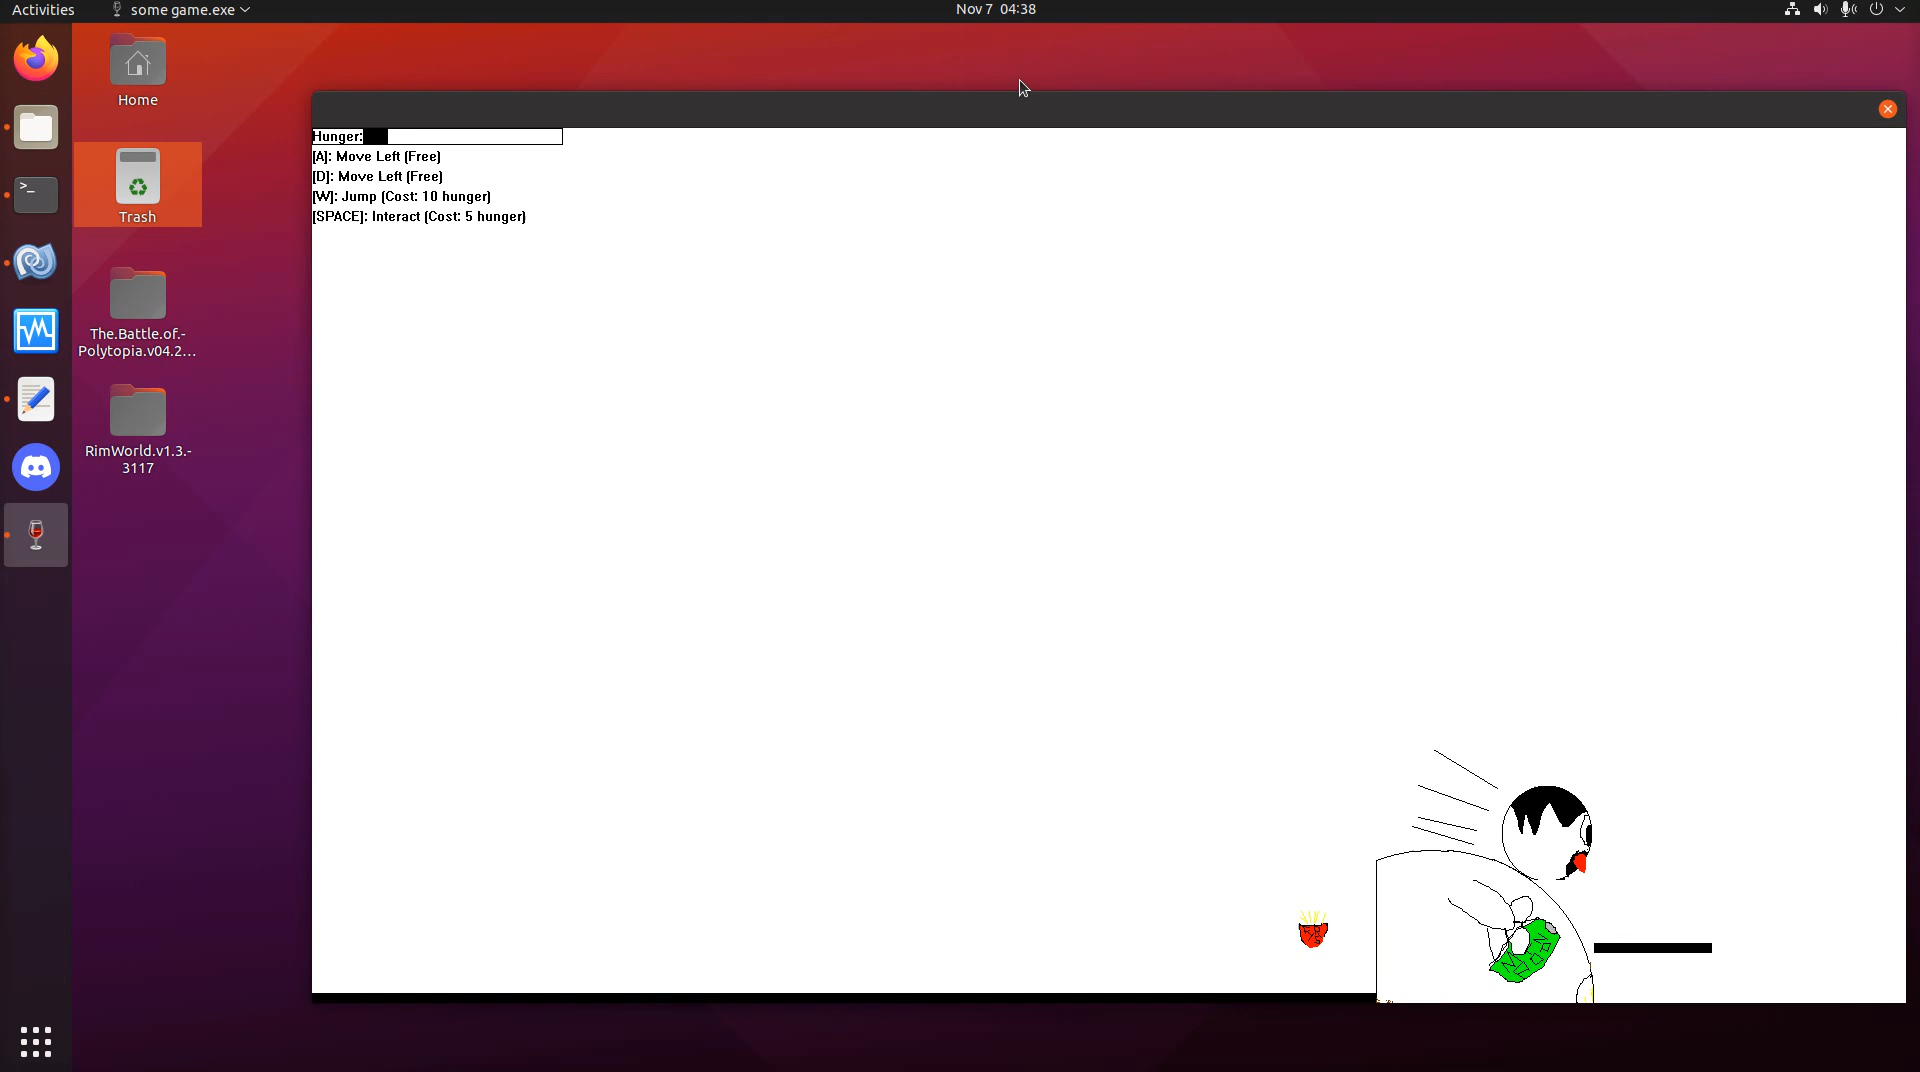 Activities
some game.exe
Nov 7 04:38
Home
Trash
The.Battle.of.-
Polytopia.v04.2...
RimWorld.v1.3.-
3117
Hunger:
[A]: Move Left (Free)
[D]: Move Left (Free)
[W]: Jump (Cost: 10 hunger)
[SPACE]: Interact (Cost: 5 hunger)